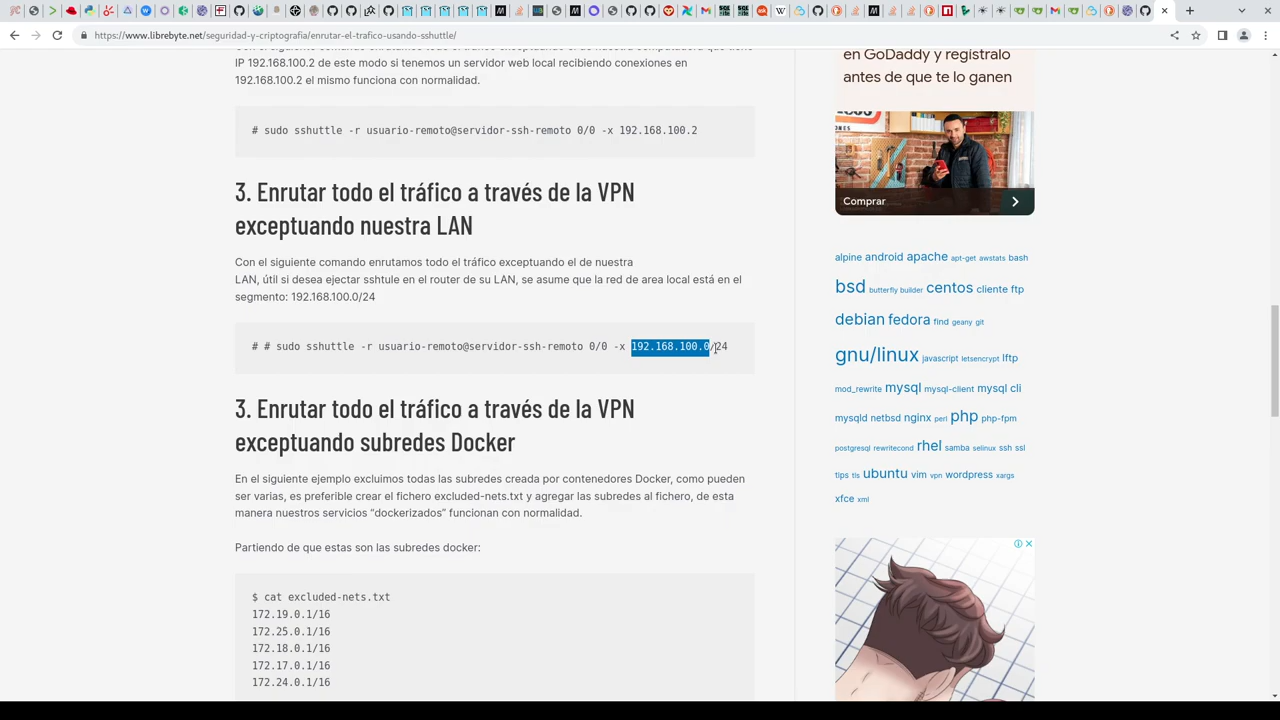 https://www.librebyte.net/seguridad-y-criptografia/enrutar-el-trafico-usando-sshuttle/
IP 192.168.100.2 de este modo si tenemos un servidor web local recibiendo conexiones en
192.168.100.2 el mismo funciona con normalidad.
# sudo sshuttle -r usuario-remoto@servidor-ssh-remoto 0/0 -x 192.168.100.2
3. Enrutar todo el tráfico a través de la VPN
exceptuando nuestra LAN
Con el siguiente comando enrutamos todo el tráfico exceptuando el de nuestra
LAN, útil si desea ejectar sshtule en el router de su LAN, se asume que la red de area local está en el
segmento: 192.168.100.0/24
# # sudo sshuttle -r usuario-remoto@servidor-ssh-remoto 0/0 -x 192.168.100.0/24
3. Enrutar todo el tráfico a través de la VPN
exceptuando subredes Docker
En el siguiente ejemplo excluimos todas las subredes creada por contenedores Docker, como pueden
ser varias, es preferible crear el fichero excluded-nets.txt y agregar las subredes al fichero, de esta
manera nuestros servicios “dockerizados” funcionan con normalidad.
Partiendo de que estas son las subredes docker:
$ cat excluded-nets.txt
172.19.0.1/16
172.25.0.1/16
172.18.0.1/16
172.17.0.1/16
172.24.0.1/16
en GoDaddy y regístralo
antes de que te lo ganen
Comprar
alpine android apache apt-get awstats bash
bsd butterfly builder centos cliente ftp
debian fedora find geany git
gnu/linux javascript letsencrypt lftp
mod_rewrite mysql mysql-client mysql cli
mysqld netbsd nginx perl php php-fpm
postgresql rewritecond rhel samba selinux ssh ssl
tips tls ubuntu vim vpn wordpress xargs
xfce xml